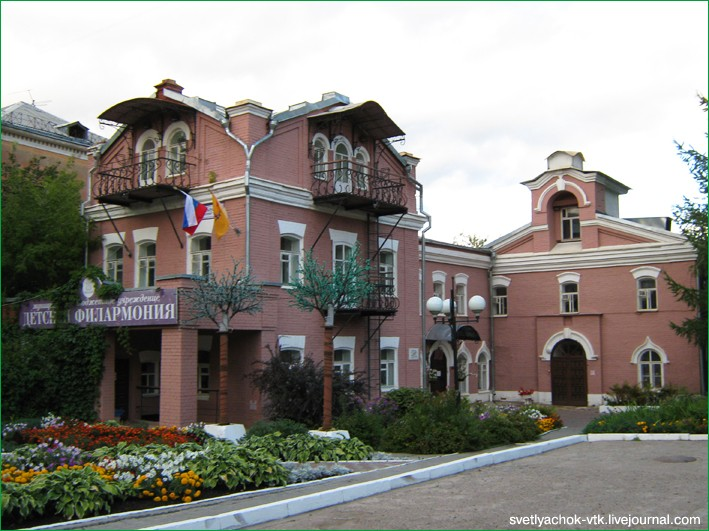 учреждение
ДЕТСКАЯ ФИЛАРМОНИЯ
svetlyachok-vtk.livejournal.com